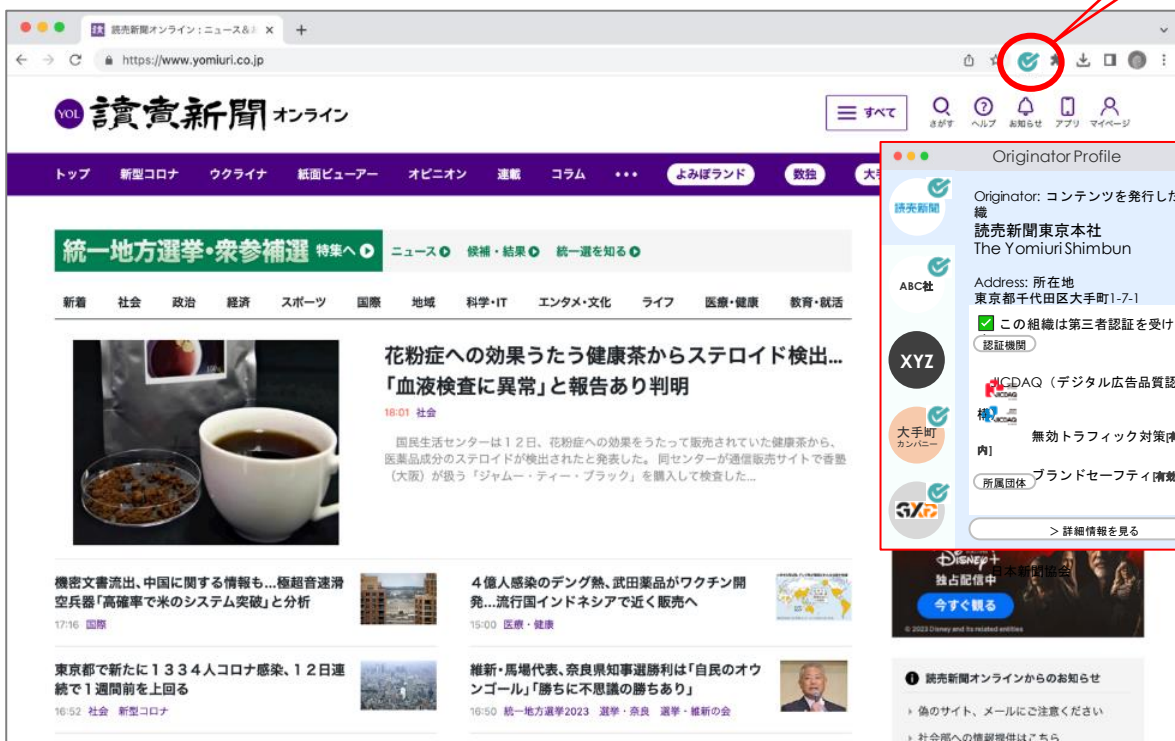 読売新聞オンライン：ニュース&
https://www.yomiuri.co.jp
YOL 讀賣新聞 オンライン
すべて
さがす ヘルプ お知らせ アプリ マイページ
トップ 新型コロナ ウクライナ 紙面ビューアー オピニオン 連載 コラム ••• よみぽランド 数独 大手
統一地方選挙・衆参補選 特集へ ニュース 候補・結果 統一選を知る
新着 社会 政治 経済 スポーツ 国際 地域 科学・IT エンタメ・文化 ライフ 医療・健康 教育・就活
花粉症への効果うたう健康茶からステロイド検出…
「血液検査に異常」と報告あり判明
18:01 社会
国民生活センターは１２日、花粉症への効果をうたって販売されていた健康茶から、
医薬品成分のステロイドが検出されたと発表した。同センターが通信販売サイトで香塾
（大阪）が扱う「ジャムー・ティー・ブラック」を購入して検査した…
機密文書流出、中国に関する情報も…極超音速滑
空兵器「高確率で米のシステム突破」と分析
17:16 国際
４億人感染のデング熱、武田薬品がワクチン開
発…流行国インドネシアで近く販売へ
15:00 医療・健康
東京都で新たに１３３４人コロナ感染、１２日連
続で１週間前を上回る
16:52 社会 新型コロナ
維新・馬場代表、奈良県知事選勝利は「自民のオウ
ンゴール」「勝ちに不思議の勝ちあり」
16:50 統一地方選挙2023 選挙・奈良 選挙・維新の会
Originator Profile
読売新聞
ABC社
XYZ
大手町
カンパニー
GXP
Originator: コンテンツを発行した
織
読売新聞東京本社
The Yomiuri Shimbun
Address: 所在地
東京都千代田区大手町1-7-1
この組織は第三者認証を受け
認証機関
JICDAQ（デジタル広告品質認
JICDAQ
構
JICDAQ
無効トラフィック対策[有
内]
所属団体
ブランドセーフティ[有効
> 詳細情報を見る
日本新聞協会
Disney+
独占配信中
今すぐ観る
© 2023 Disney and its related entities
読売新聞オンラインからのお知らせ
偽のサイト、メールにご注意ください
社会部への情報提供はこちら